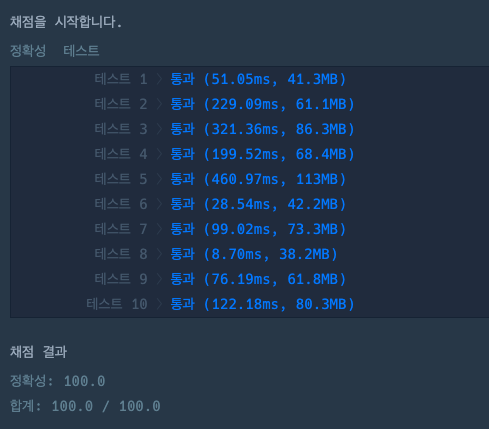 채점을 시작합니다.
정확성 테스트
테스트 1 > 통과 (51.05ms, 41.3MB)
테스트 2 > 통과 (229.09ms, 61.1MB)
테스트 3 > 통과 (321.36ms, 86.3MB)
테스트 4 > 통과 (199.52ms, 68.4MB)
테스트 5 > 통과 (460.97ms, 113MB)
테스트 6 > 통과 (28.54ms, 42.2MB)
테스트 7 > 통과 (99.02ms, 73.3MB)
테스트 8 > 통과 (8.70ms, 38.2MB)
테스트 9 > 통과 (76.19ms, 61.8MB)
테스트 10 > 통과 (122.18ms, 80.3MB)
채점 결과
정확성: 100.0
합계: 100.0 / 100.0